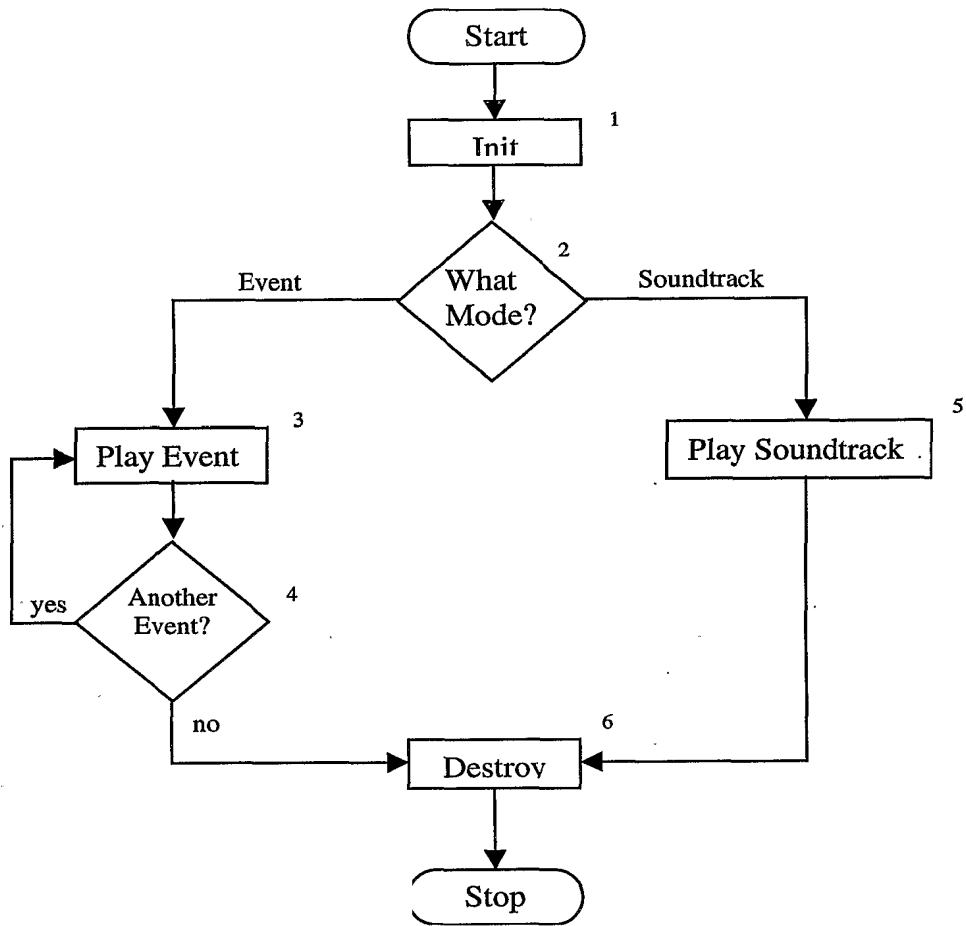 Start
1
Init
2
What
Mode?
Event
Soundtrack
3
Play Event
5
Play Soundtrack
4
Another
Event?
yes
no
6
Destroy
Stop